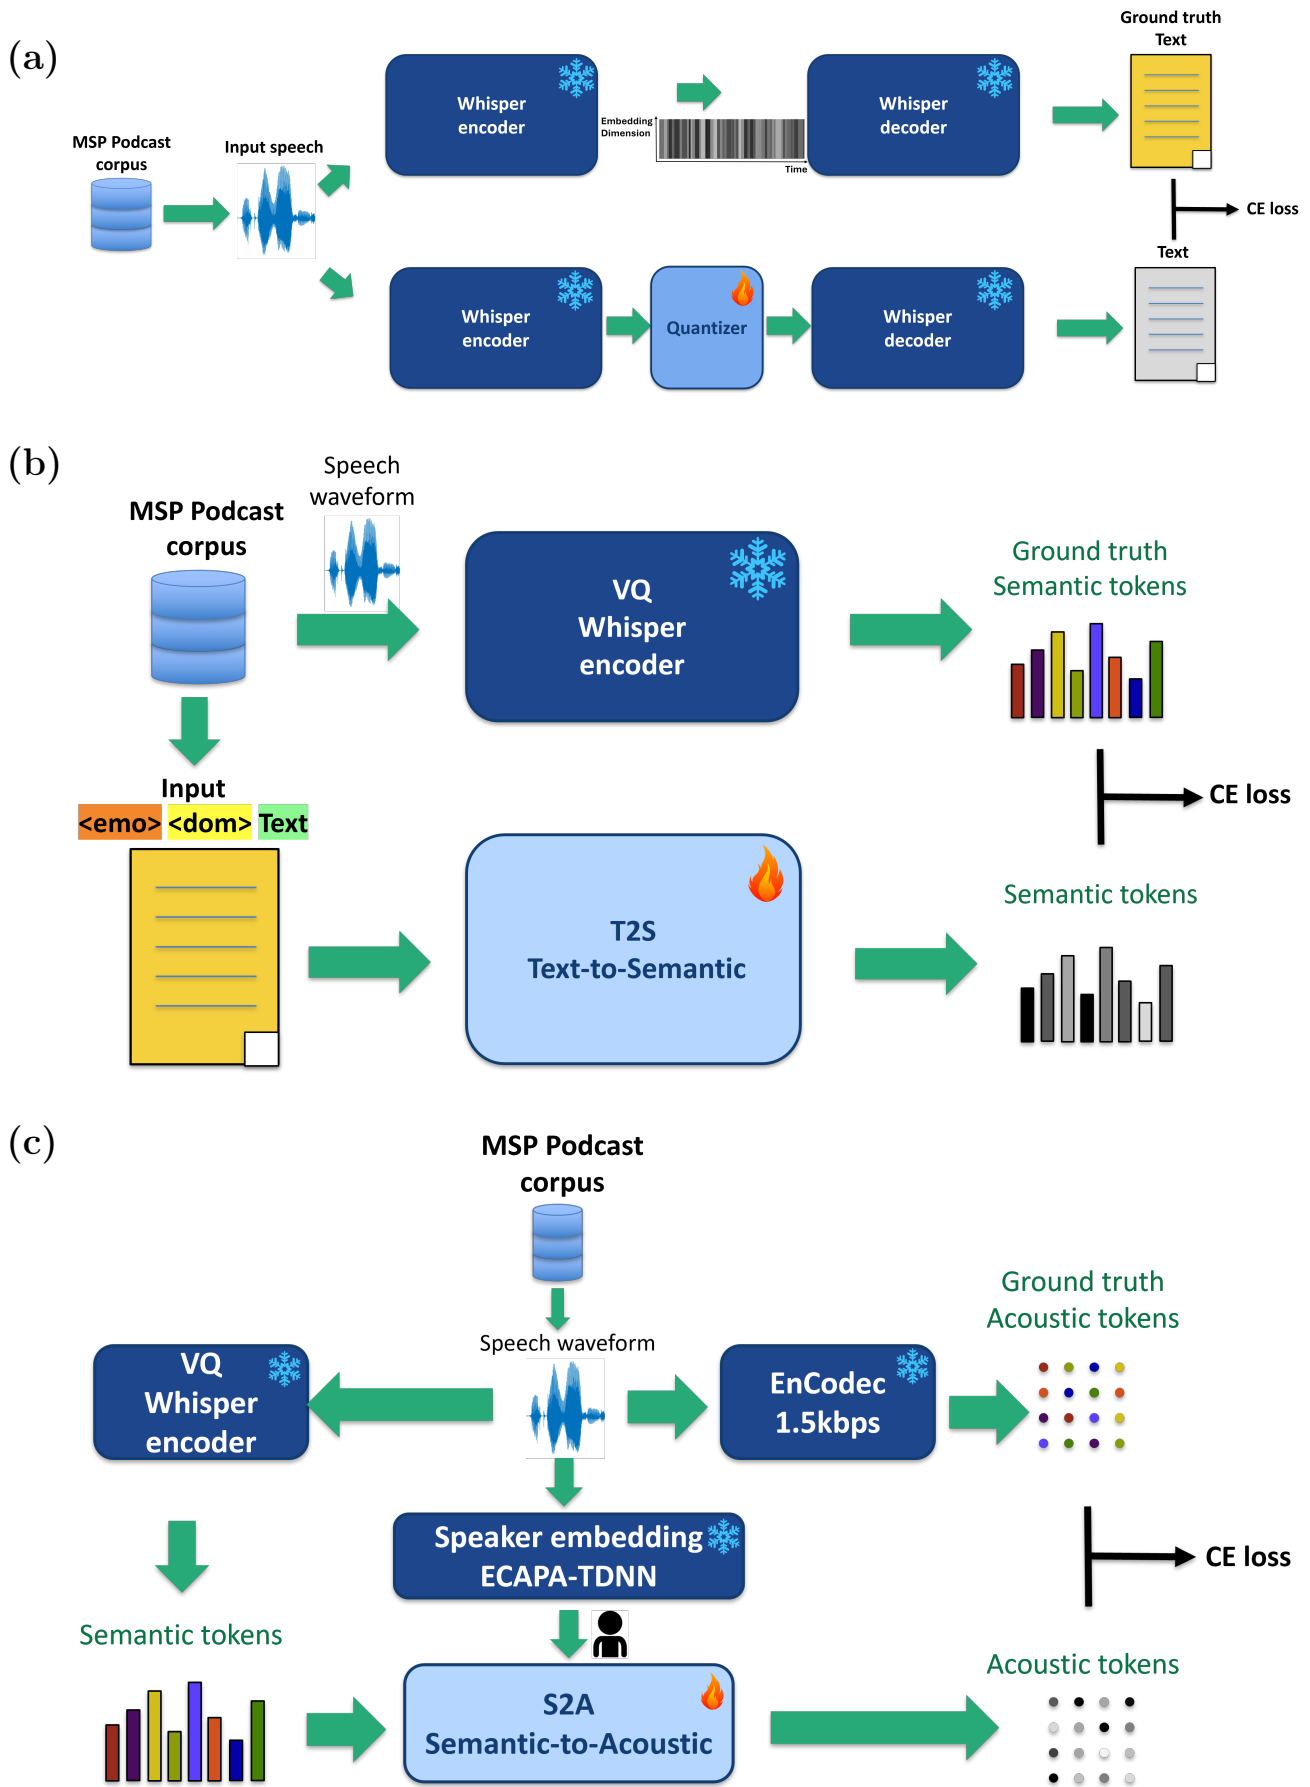 (a)
MSP Podcast
corpus
Input speech
Whisper
encoder
Embedding
Dimension
Time
Whisper
decoder
Ground truth
Text
CE loss
Whisper
encoder
Quantizer
Whisper
decoder
Text
(b)
MSP Podcast
corpus
Speech
waveform
VQ
Whisper
encoder
Ground truth
Semantic tokens
CE loss
Input
<emo> <dom> Text
T2S
Text-to-Semantic
Semantic tokens
(c)
MSP Podcast
corpus
Speech waveform
VQ
Whisper
encoder
EnCodec
1.5kbps
Ground truth
Acoustic tokens
Speaker embedding
ECAPA-TDNN
CE loss
Semantic tokens
S2A
Semantic-to-Acoustic
Acoustic tokens